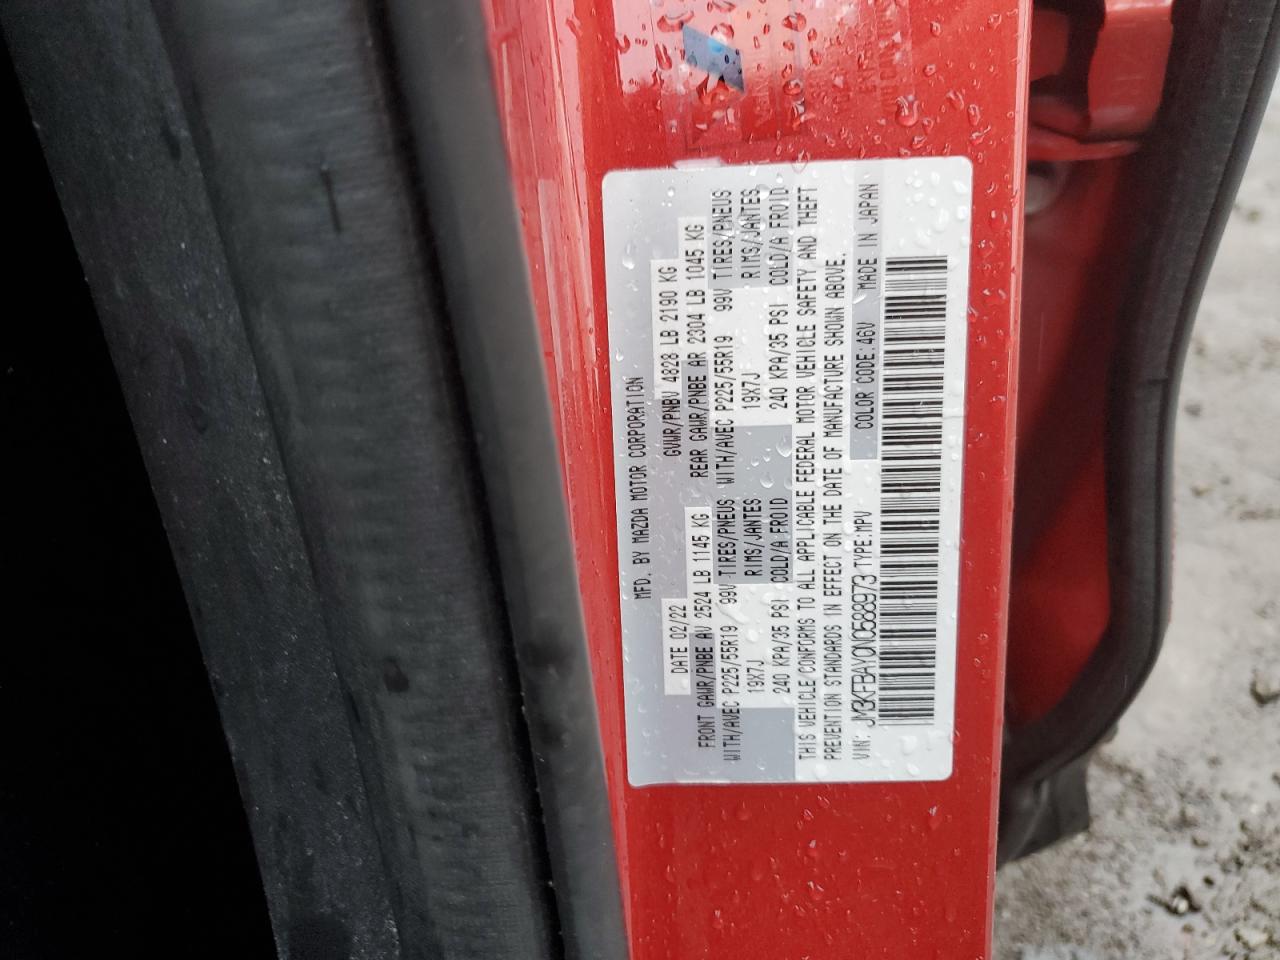 MFD. BY MAZDA MOTOR CORPORATION
DATE 02/22 GVWR/PNBV 4828 LB 2190 KG
FRONT GAWR/PNBE AV 2524 LB 1145 KG REAR GAWR/PNBE AR 2304 LB 1045 KG
WITH/AVEC P225/55R19 99V TIRES/PNEUS WITH/AVEC P225/55R19 99V TIRES/PNEUS
19X7J RIMS/JANTES 19X7J RIMS/JANTES
240 KPA/35 PSI COLD/A FROID 240 KPA/35 PSI COLD/A FROID
THIS VEHICLE CONFORMS TO ALL APPLICABLE FEDERAL MOTOR VEHICLE SAFETY AND THEFT
PREVENTION STANDARDS IN EFFECT ON THE DATE OF MANUFACTURE SHOWN ABOVE.
VIN: JM3KFBAY0N0588973 TYPE:MPV COLOR CODE:46V MADE IN JAPAN